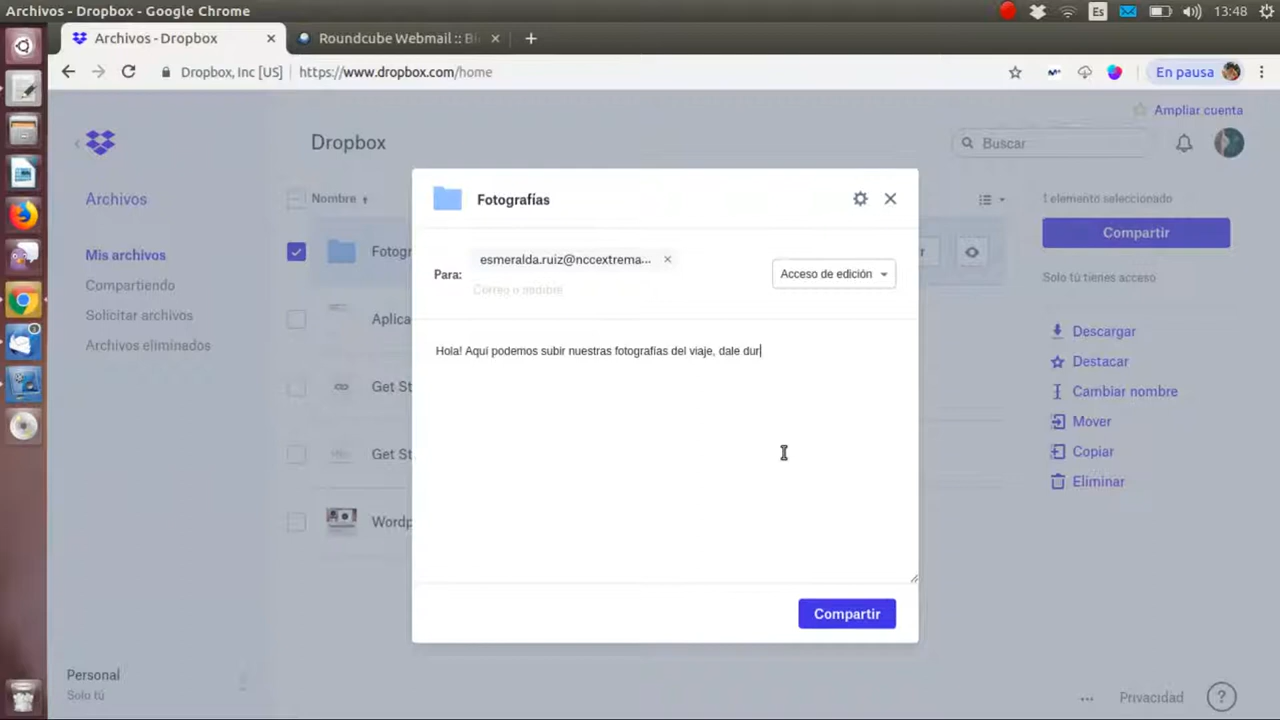 Archivos - Dropbox - Google Chrome
Es
13:48
Archivos - Dropbox
Roundcube Webmail ::
Dropbox, Inc [US]
https://www.dropbox.com/home
En pausa
Ampliar cuenta
Dropbox
Buscar
Archivos
Mis archivos
Compartiendo
Solicitar archivos
Archivos eliminados
Nombre
Fotogr
Aplica
Get St
Get St
Wordp
Fotografías
Para:
esmeralda.ruiz@nccextrema...
Correo o nombre
Acceso de edición
Hola! Aquí podemos subir nuestras fotografías del viaje, dale dur
Compartir
1 elemento seleccionado
Compartir
Solo tú tienes acceso
Descargar
Destacar
Cambiar nombre
Mover
Copiar
Eliminar
Personal
Solo tú
Privacidad
?